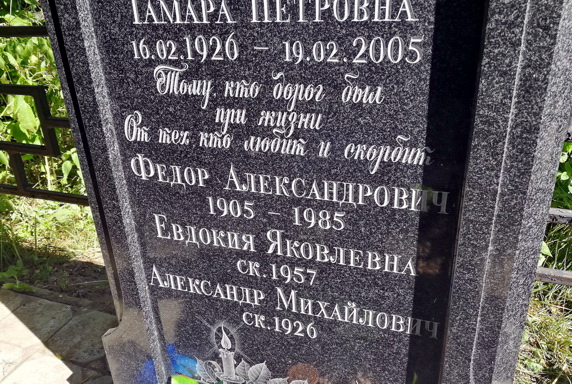 ТАМАРА ПЕТРОВНА
16.02.1926 – 19.02.2005
Тому, кто дорог был
при жизни
От тех, кто любит и скорбит
ФЕДОР АЛЕКСАНДРОВИЧ
1905 – 1985
ЕВДОКИЯ ЯКОВЛЕВНА
СК.1957
АЛЕКСАНДР МИХАЙЛОВИЧ
СК.1926